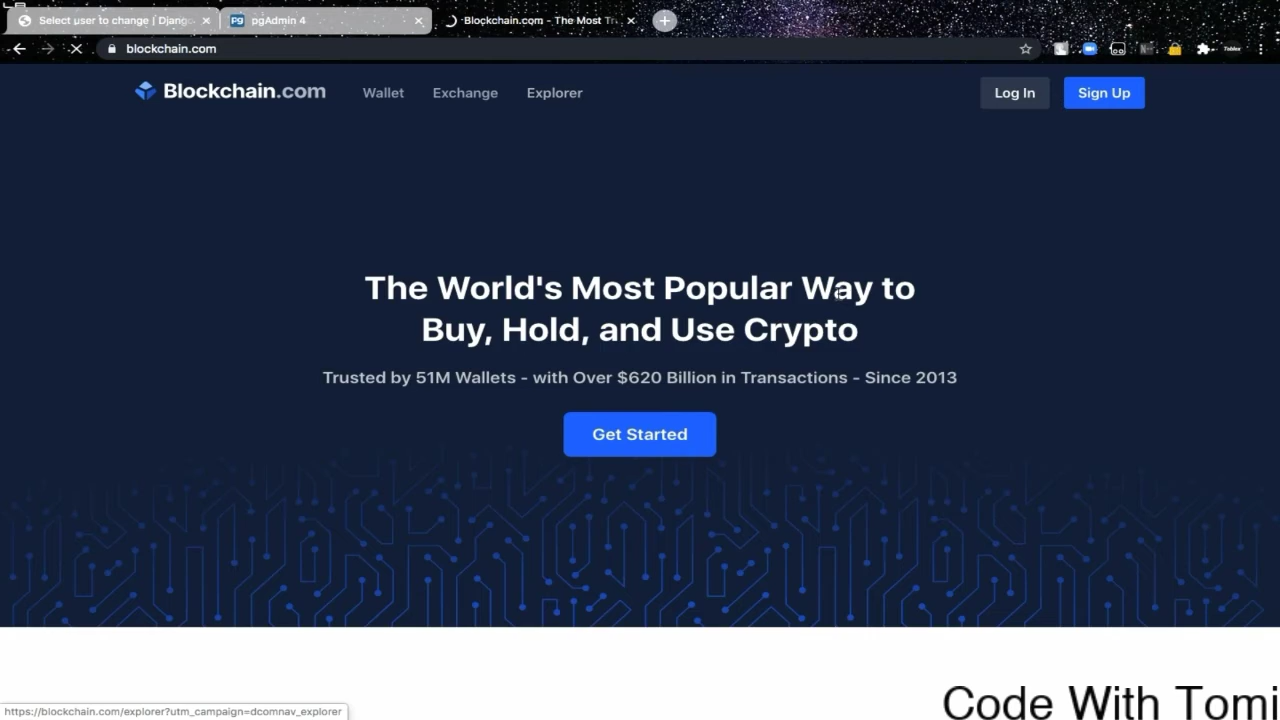 Select user to change | Djang
pgAdmin 4
Blockchain.com - The Most Tr
blockchain.com
Blockchain.com
Wallet
Exchange
Explorer
Log In
Sign Up
The World's Most Popular Way to
Buy, Hold, and Use Crypto
Trusted by 51M Wallets - with Over $620 Billion in Transactions - Since 2013
Get Started
Code With Tomi
https://blockchain.com/explorer?utm_campaign=dcomnav_explorer